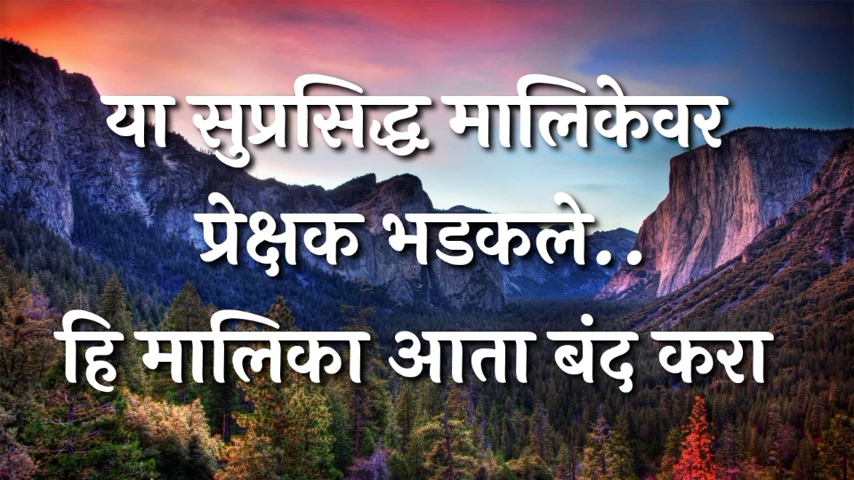 या सुप्रसिद्ध मालिकेवर
प्रेक्षक भडकले..
हि मालिका आता बंद करा